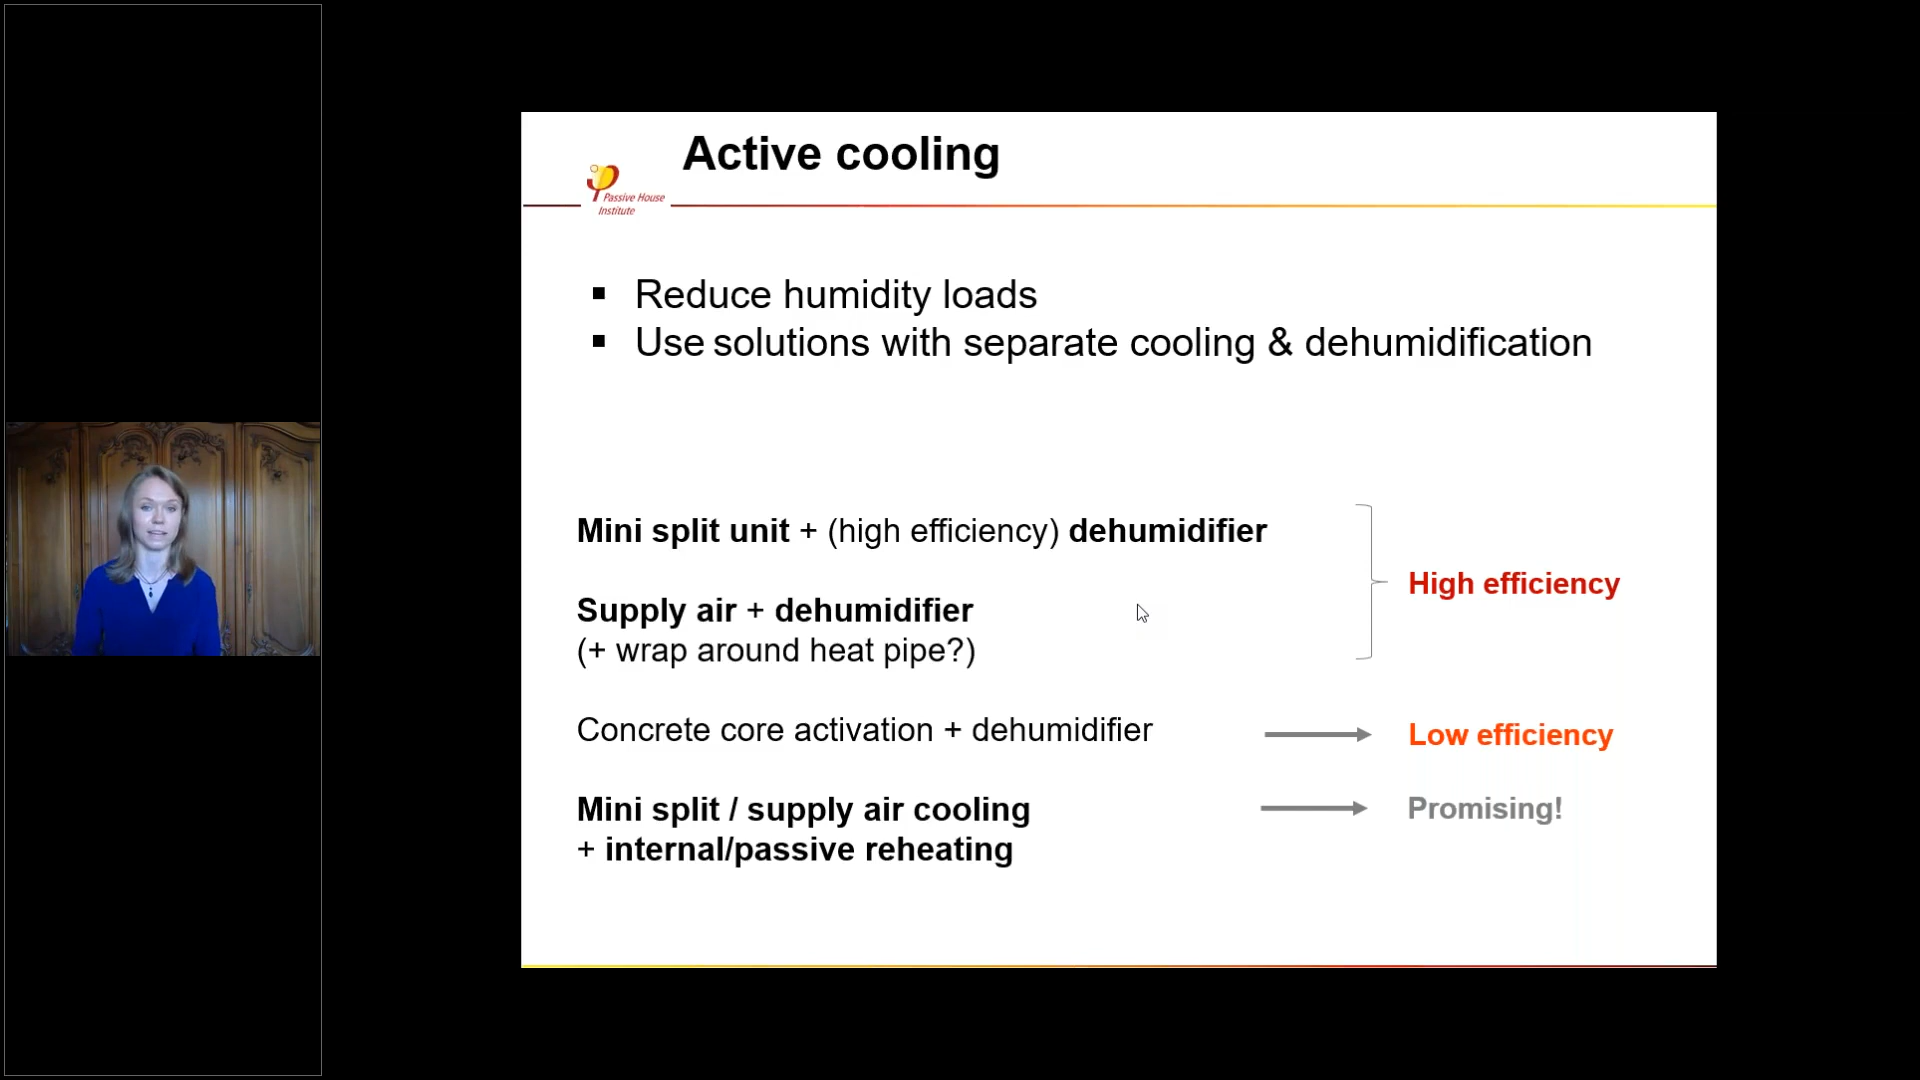 Active cooling
Passive House
Institute
▪ Reduce humidity loads
▪ Use solutions with separate cooling & dehumidification
Mini split unit + (high efficiency) dehumidifier
High efficiency
Supply air + dehumidifier
(+ wrap around heat pipe?)
Concrete core activation + dehumidifier
Low efficiency
Mini split / supply air cooling
Promising!
+ internal/passive reheating